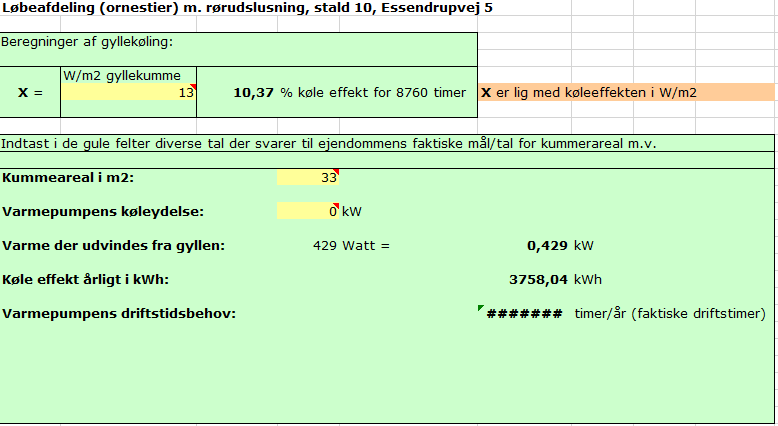 Løbeafdeling (ornestier) m. rørudslusning, stald 10, Essendrupvej 5
Beregninger af gyllekøling:
W/m2 gyllekumme
X = 13 10,37 % køle effekt for 8760 timer X er lig med køleeffekten i W/m2
Indtast i de gule felter diverse tal der svarer til ejendommens faktiske mål/tal for kummerareal m.v.
Kummeareal i m2: 33
Varmepumpens køleydelse: 0 kW
Varme der udvindes fra gyllen: 429 Watt = 0,429 kW
Køle effekt årligt i kWh: 3758,04 kWh
Varmepumpens driftstidsbehov: ####### timer/år (faktiske driftstimer)